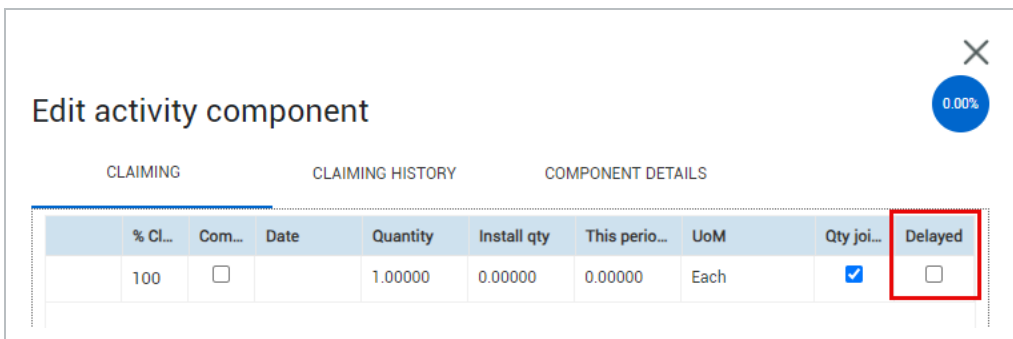 0.00%
Edit activity component
CLAIMING CLAIMING HISTORY COMPONENT DETAILS
% Cl... Com... Date Quantity Install qty This perio... UoM Qty joi... Delayed
100 1.00000 0.00000 0.00000 Each